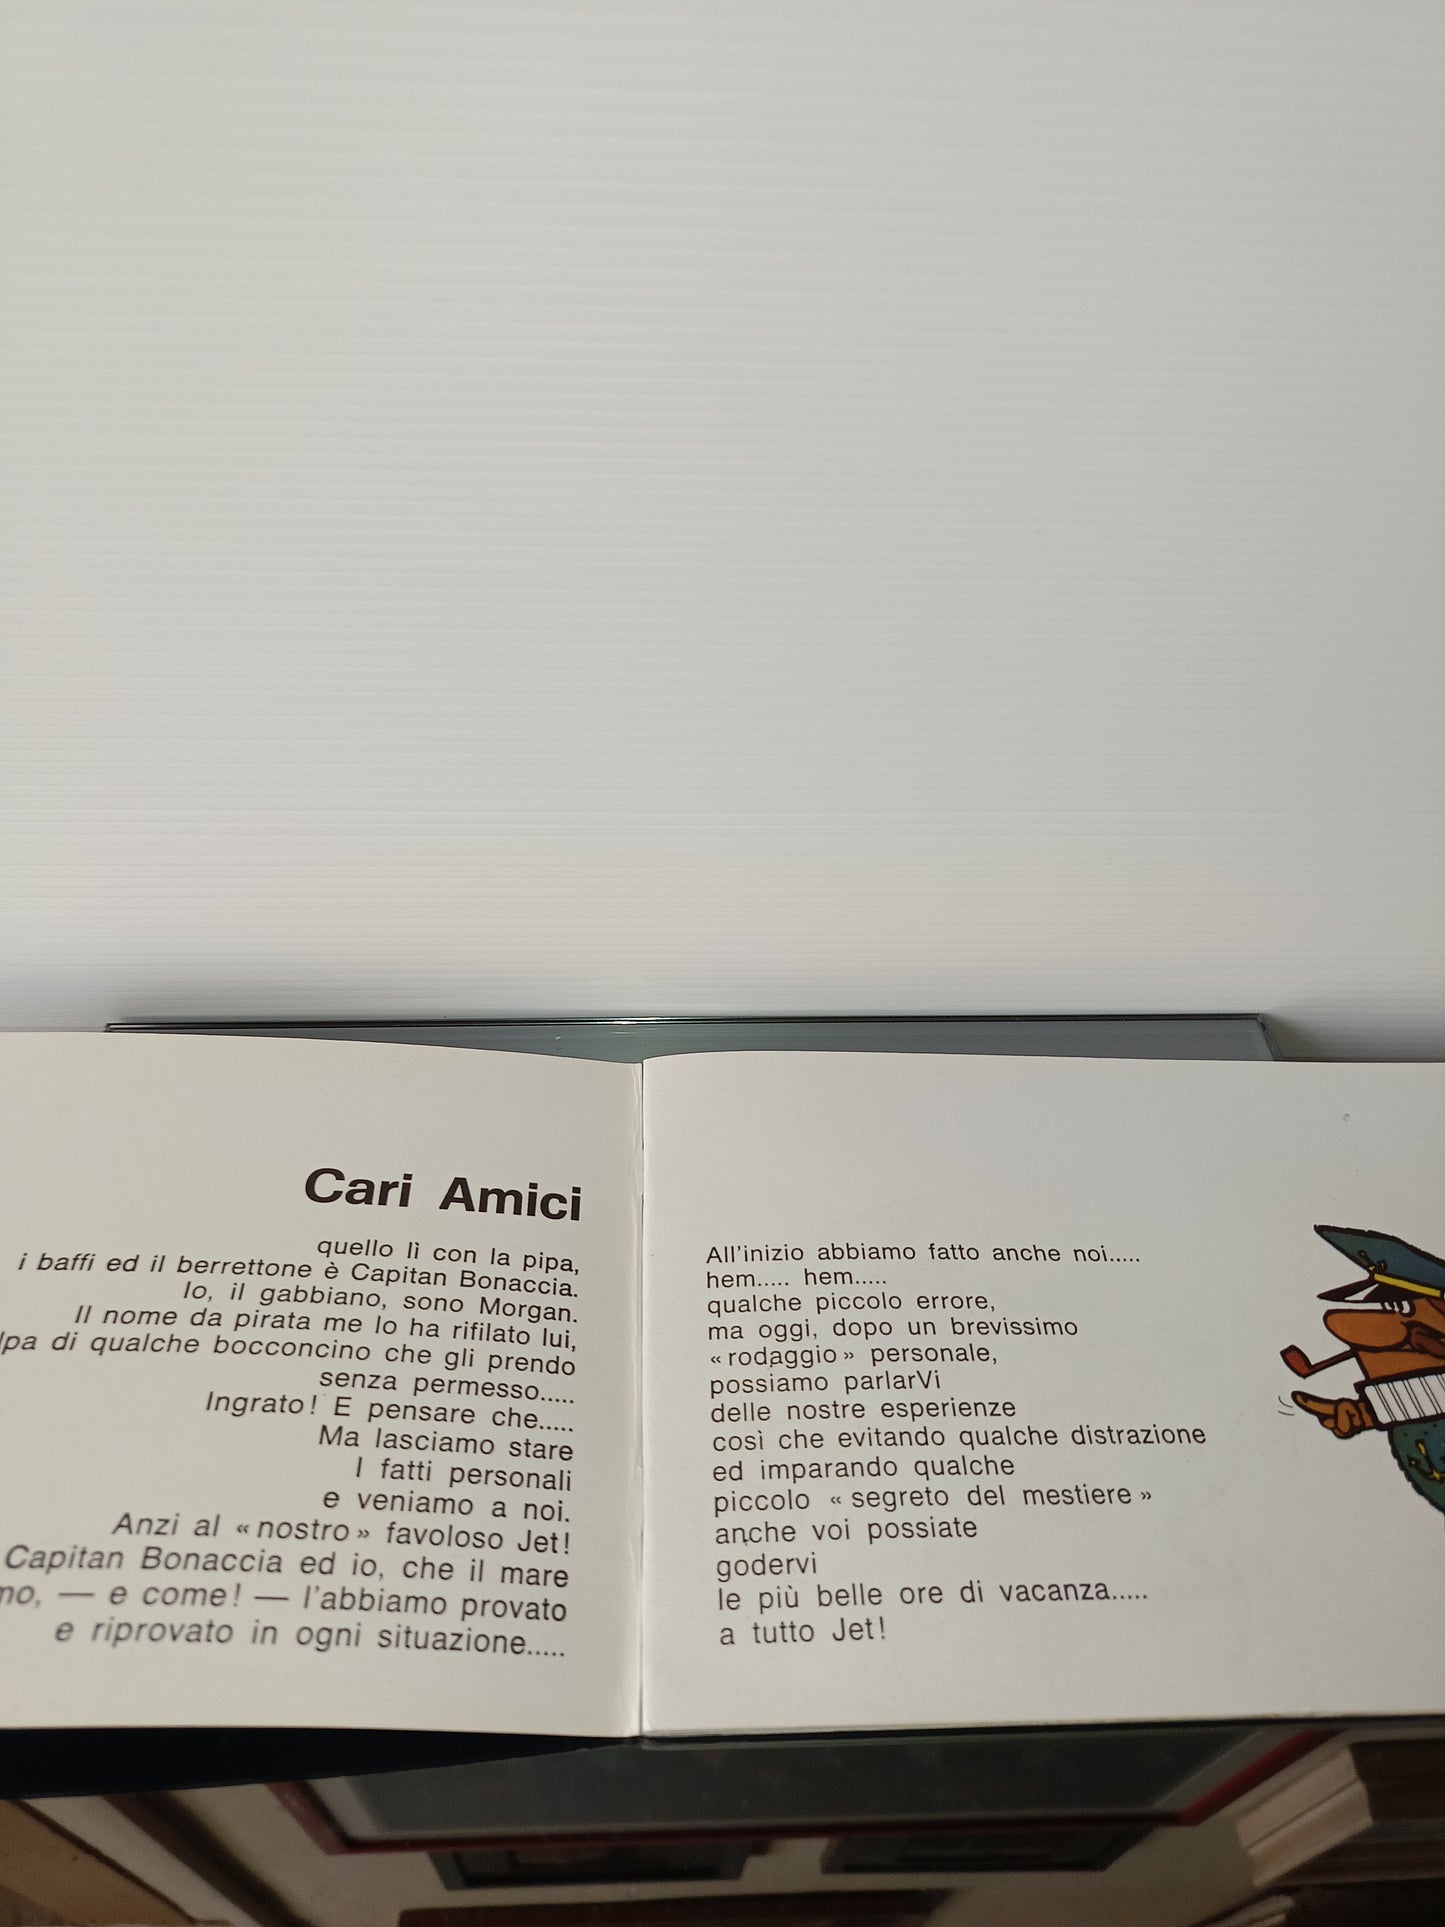 Cari Amici
quello lì con la pipa,
i baffi ed il berrettone è Capitan Bonaccia.
Io, il gabbiano, sono Morgan.
Il nome da pirata me lo ha rifilato lui,
di qualche bocconcino che gli prendo
senza permesso.....
Ingrato! E pensare che.....
Ma lasciamo stare
I fatti personali
e veniamo a noi.
Anzi al « nostro » favoloso Jet!
Capitan Bonaccia ed io, che il mare
— e come! — l'abbiamo provato
e riprovato in ogni situazione.....
All'inizio abbiamo fatto anche noi.....
hem..... hem.....
qualche piccolo errore,
ma oggi, dopo un brevissimo
« rodaggio » personale,
possiamo parlarVi
delle nostre esperienze
così che evitando qualche distrazione
ed imparando qualche
piccolo « segreto del mestiere »
anche voi possiate
godervi
le più belle ore di vacanza.....
a tutto Jet!